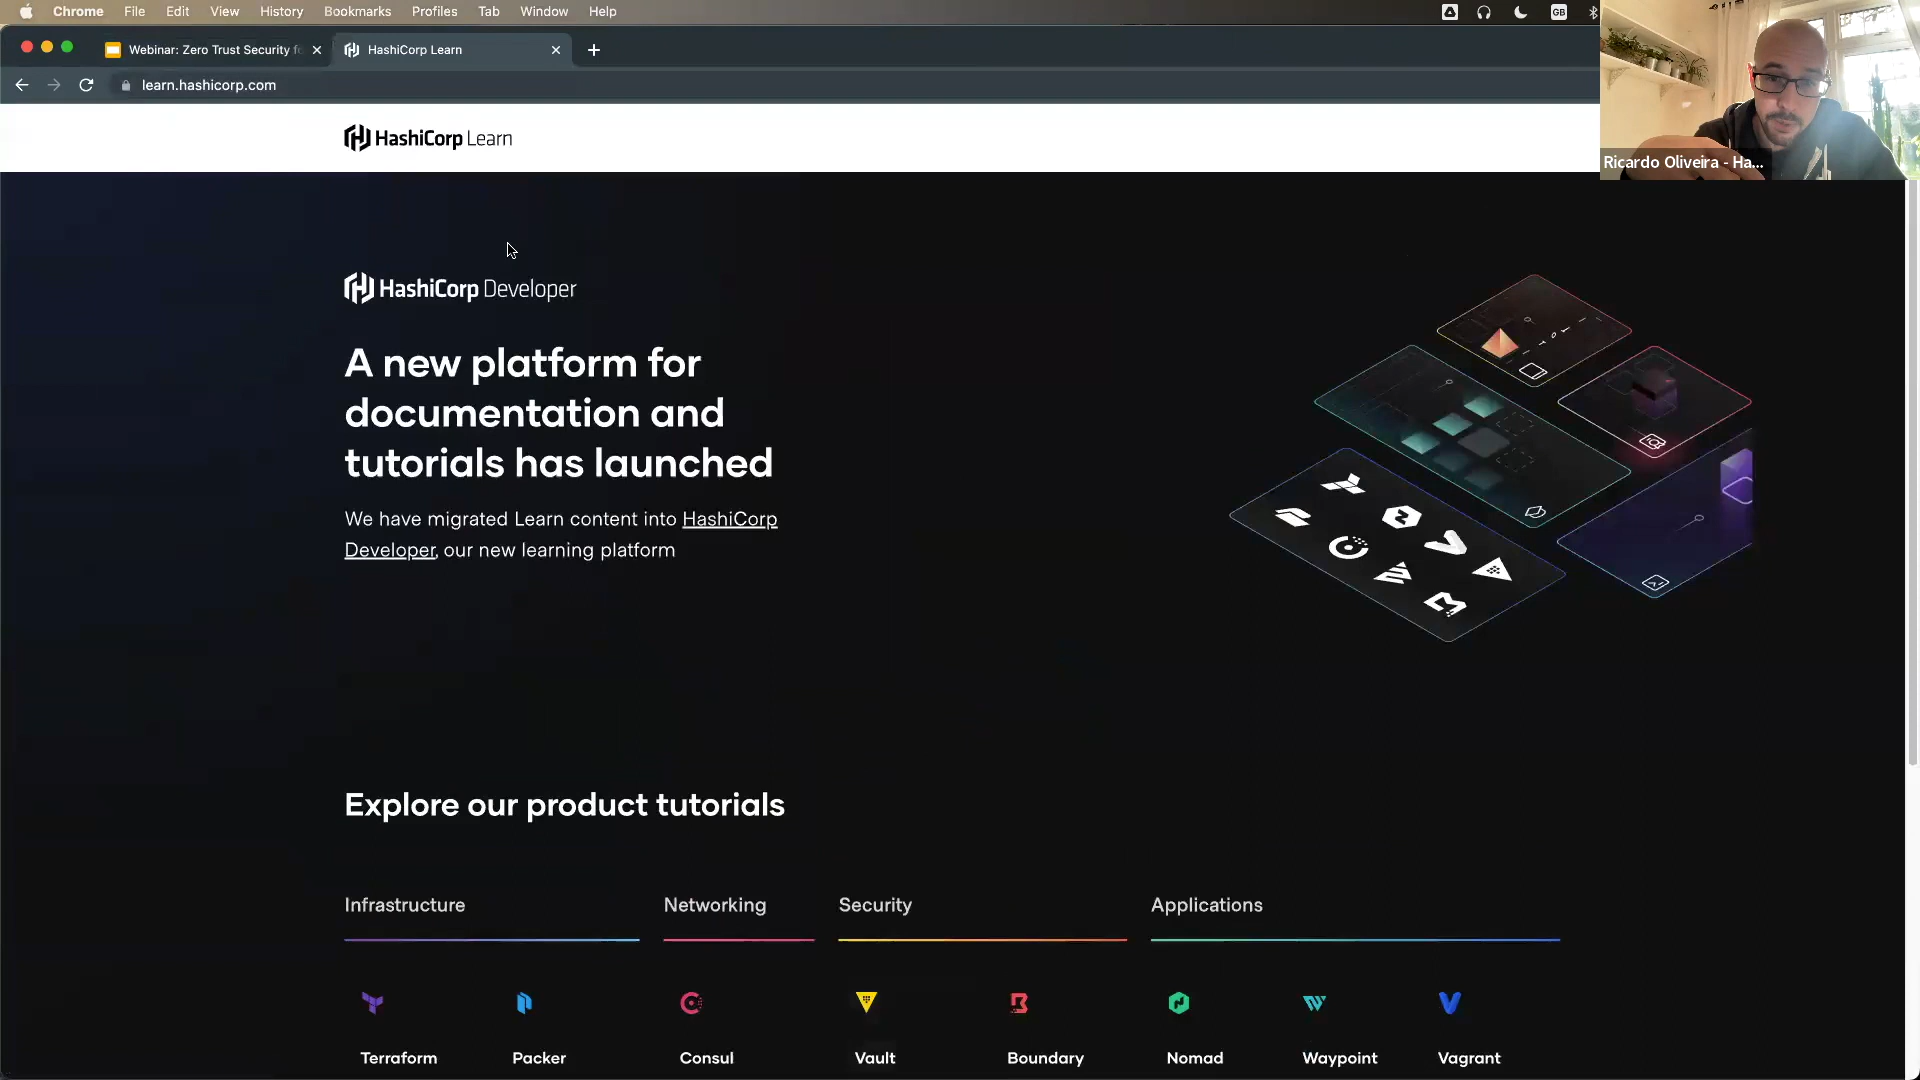 Chrome File Edit View History Bookmarks Profiles Tab Window Help
GB
Webinar: Zero Trust Security fo
HashiCorp Learn
learn.hashicorp.com
HashiCorp Learn
Ricardo Oliveira - Ha...
HashiCorp Developer
A new platform for
documentation and
tutorials has launched
We have migrated Learn content into HashiCorp
Developer, our new learning platform
Explore our product tutorials
Infrastructure Networking Security Applications
Terraform Packer Consul Vault Boundary Nomad Waypoint Vagrant